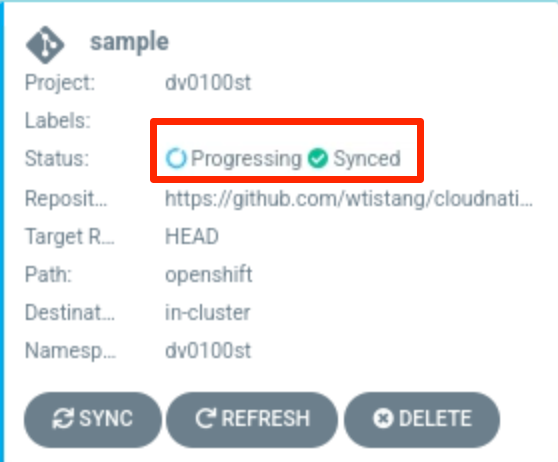 sample
Project: dv0100st
Labels:
Status: Progressing Synced
Reposit... https://github.com/wtistang/cloudnati...
Target R... HEAD
Path: openshift
Destinat... in-cluster
Namesp... dv0100st
SYNC REFRESH DELETE